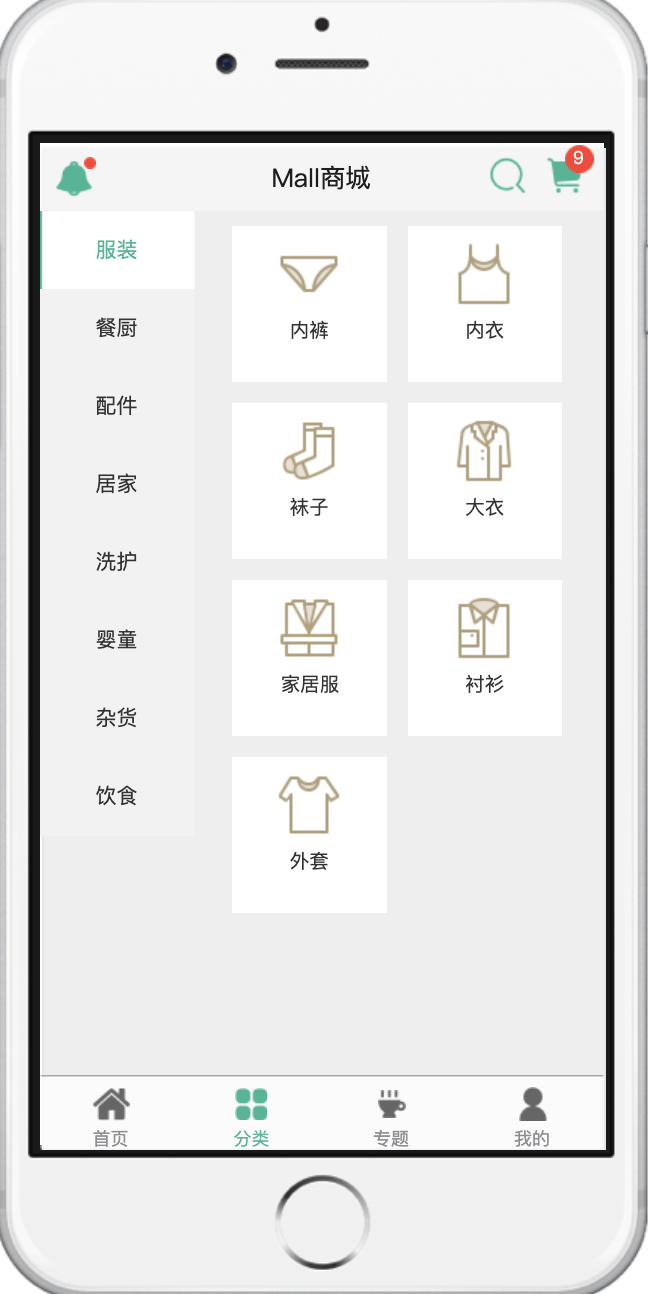 Mall商城
9
服装
餐厨
配件
居家
洗护
婴童
杂货
饮食
内裤
内衣
袜子
大衣
家居服
衬衫
外套
首页
分类
专题
我的